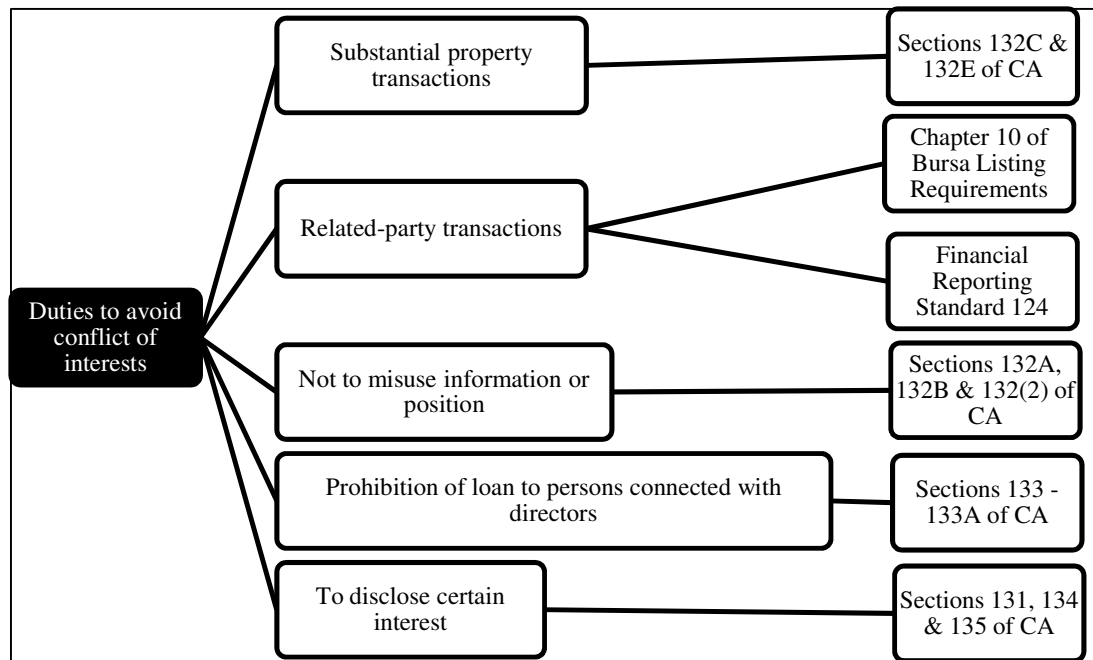 Substantial property
transactions
Sections 132C &
132E of CA
Chapter 10 of
Bursa Listing
Requirements
Related-party transactions
Financial
Reporting
Standard 124
Duties to avoid
conflict of
interests
Not to misuse information or
position
Sections 132A,
132B & 132(2) of
CA
Prohibition of loan to persons connected with
directors
Sections 133 -
133A of CA
To disclose certain
interest
Sections 131, 134
& 135 of CA